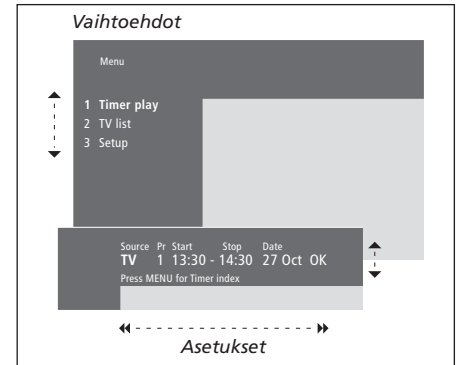 Vaihtoehdot
Menu
1 Timer play
2 TV list
3 Setup
Source Pr Start Stop Date
TV 1 13:30 - 14:30 27 Oct OK
Press MENU for Timer index
Asetukset